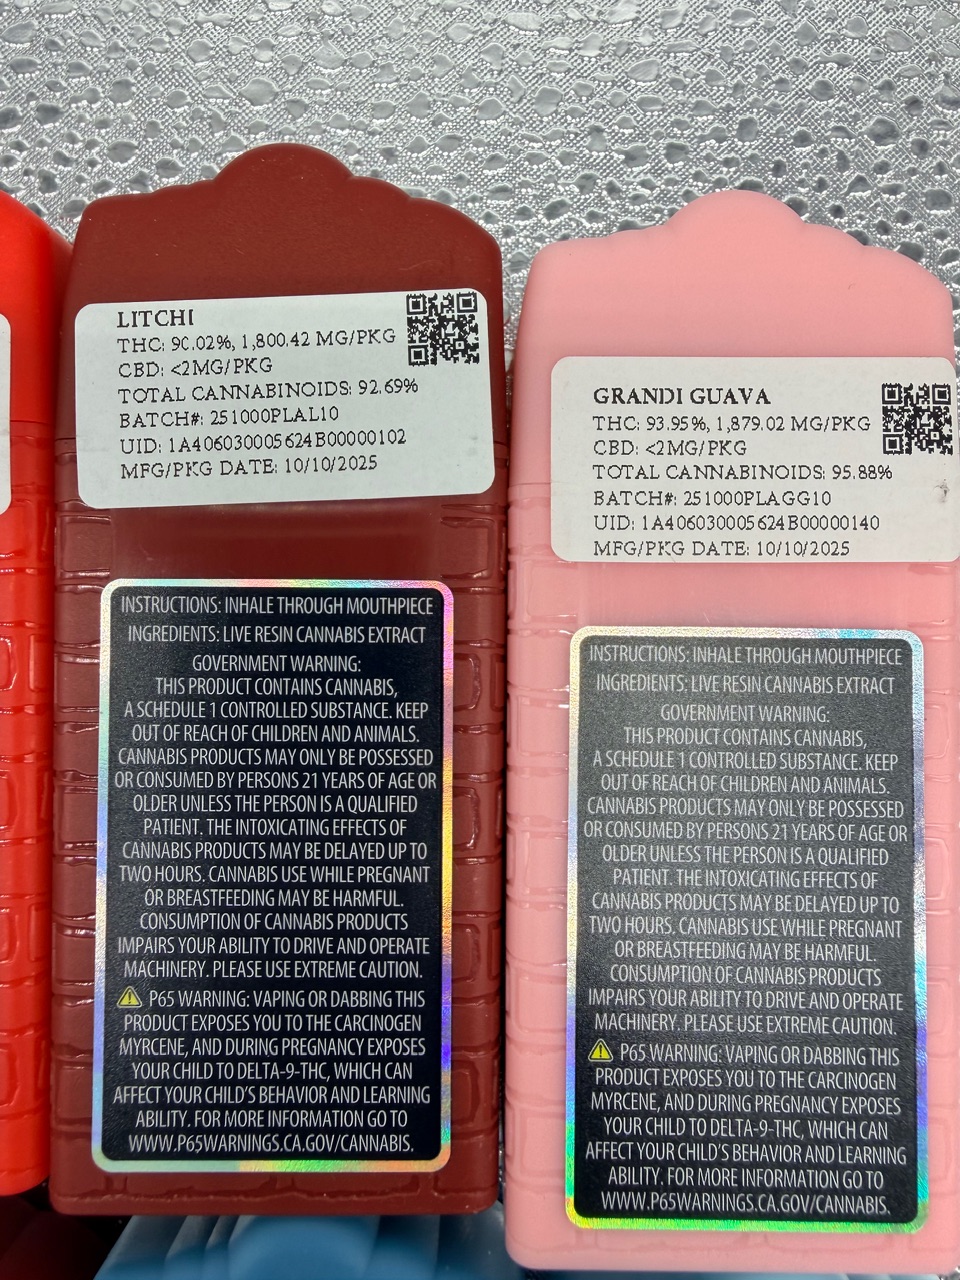 LITCHI
THC: 90.02%, 1,800.42 MG/PKG
CBD: <2MG/PKG
TOTAL CANNABINOIDS: 92.69%
BATCH#: 251000PLAL10
UID: 1A406030005624B00000102
MFG/PKG DATE: 10/10/2025
INSTRUCTIONS: INHALE THROUGH MOUTHPIECE
INGREDIENTS: LIVE RESIN CANNABIS EXTRACT
GOVERNMENT WARNING:
THIS PRODUCT CONTAINS CANNABIS,
A SCHEDULE 1 CONTROLLED SUBSTANCE. KEEP
OUT OF REACH OF CHILDREN AND ANIMALS.
CANNABIS PRODUCTS MAY ONLY BE POSSESSED
OR CONSUMED BY PERSONS 21 YEARS OF AGE OR
OLDER UNLESS THE PERSON IS A QUALIFIED
PATIENT. THE INTOXICATING EFFECTS OF
CANNABIS PRODUCTS MAY BE DELAYED UP TO
TWO HOURS. CANNABIS USE WHILE PREGNANT
OR BREASTFEEDING MAY BE HARMFUL.
CONSUMPTION OF CANNABIS PRODUCTS
IMPAIRS YOUR ABILITY TO DRIVE AND OPERATE
MACHINERY. PLEASE USE EXTREME CAUTION.
P65 WARNING: VAPING OR DABBING THIS
PRODUCT EXPOSES YOU TO THE CARCINOGEN
MYRCENE, AND DURING PREGNANCY EXPOSES
YOUR CHILD TO DELTA-9-THC, WHICH CAN
AFFECT YOUR CHILD'S BEHAVIOR AND LEARNING
ABILITY. FOR MORE INFORMATION GO TO
WWW.P65WARNINGS.CA.GOV/CANNABIS.
GRANDI GUAVA
THC: 93.95%, 1,879.02 MG/PKG
CBD: <2MG/PKG
TOTAL CANNABINOIDS: 95.88%
BATCH#: 251000PLAGG10
UID: 1A406030005624B00000140
MFG/PKG DATE: 10/10/2025
INSTRUCTIONS: INHALE THROUGH MOUTHPIECE
INGREDIENTS: LIVE RESIN CANNABIS EXTRACT
GOVERNMENT WARNING:
THIS PRODUCT CONTAINS CANNABIS,
A SCHEDULE 1 CONTROLLED SUBSTANCE. KEEP
OUT OF REACH OF CHILDREN AND ANIMALS.
CANNABIS PRODUCTS MAY ONLY BE POSSESSED
OR CONSUMED BY PERSONS 21 YEARS OF AGE OR
OLDER UNLESS THE PERSON IS A QUALIFIED
PATIENT. THE INTOXICATING EFFECTS OF
CANNABIS PRODUCTS MAY BE DELAYED UP TO
TWO HOURS. CANNABIS USE WHILE PREGNANT
OR BREASTFEEDING MAY BE HARMFUL.
CONSUMPTION OF CANNABIS PRODUCTS
IMPAIRS YOUR ABILITY TO DRIVE AND OPERATE
MACHINERY. PLEASE USE EXTREME CAUTION.
P65 WARNING: VAPING OR DABBING THIS
PRODUCT EXPOSES YOU TO THE CARCINOGEN
MYRCENE, AND DURING PREGNANCY EXPOSES
YOUR CHILD TO DELTA-9-THC, WHICH CAN
AFFECT YOUR CHILD'S BEHAVIOR AND LEARNING
ABILITY. FOR MORE INFORMATION GO TO
WWW.P65WARNINGS.CA.GOV/CANNABIS.